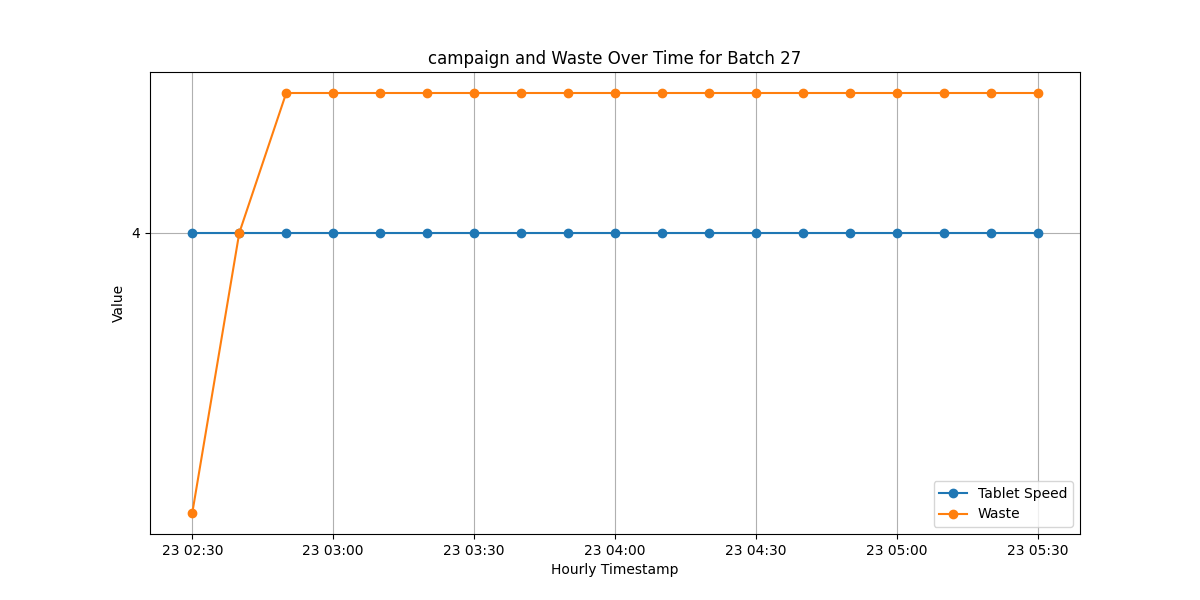 campaign and Waste Over Time for Batch 27
4
Value
Tablet Speed
Waste
23 02:30 23 03:00 23 03:30 23 04:00 23 04:30 23 05:00 23 05:30
Hourly Timestamp